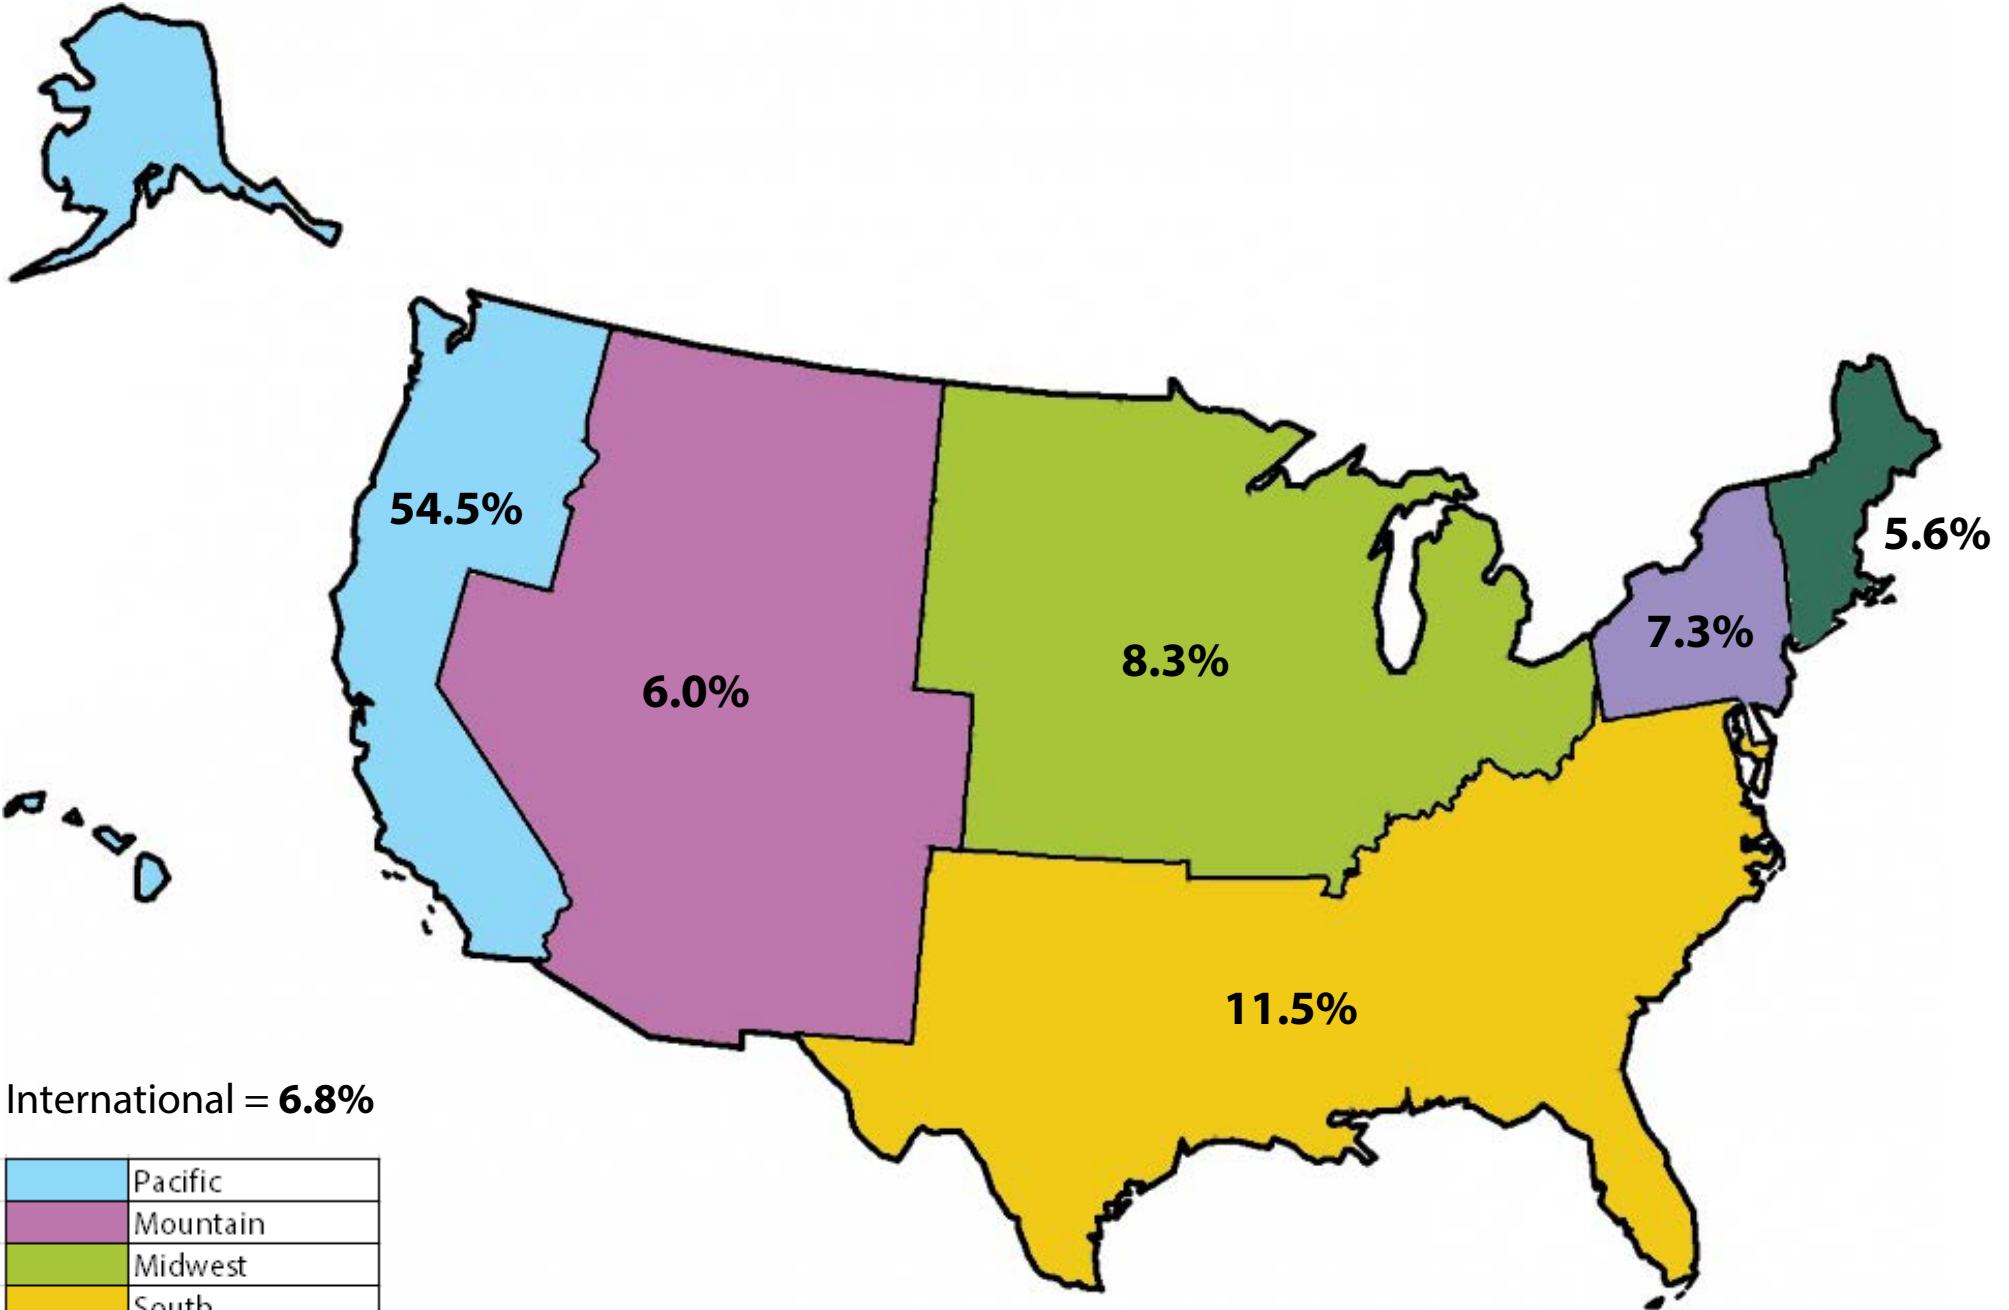 54.5%
5.6%
7.3%
8.3%
6.0%
11.5%
International = 6.8%
Pacific
Mountain
Midwest
South